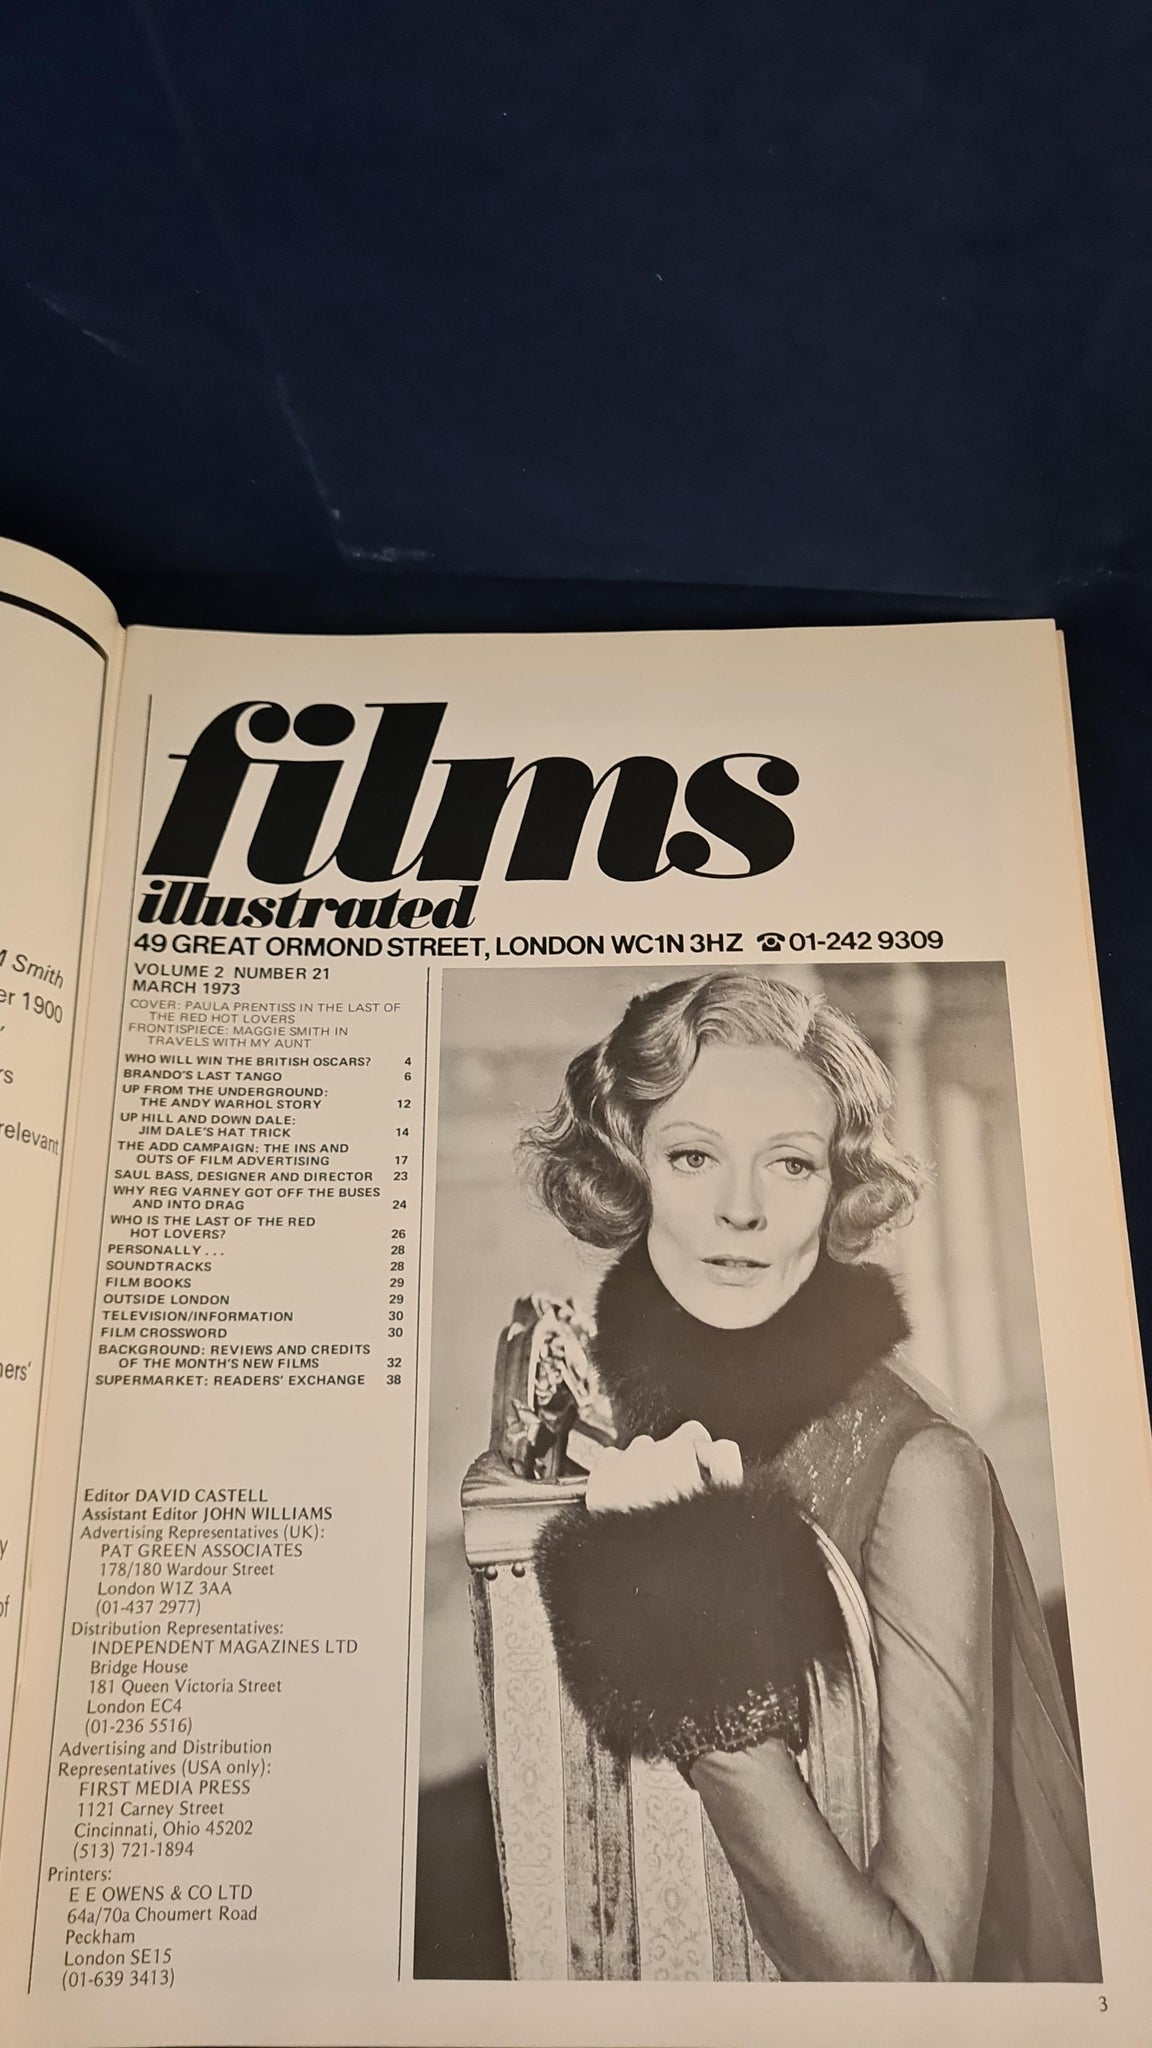 Smith
er 1900
relevant
films
illustrated
49 GREAT ORMOND STREET, LONDON WC1N 3HZ ☎ 01-242 9309
VOLUME 2 NUMBER 21
MARCH 1973
COVER: PAULA PRENTISS IN THE LAST OF
THE RED HOT LOVERS
FRONTISPIECE: MAGGIE SMITH IN
TRAVELS WITH MY AUNT
WHO WILL WIN THE BRITISH OSCARS? 4
BRANDO'S LAST TANGO 6
UP FROM THE UNDERGROUND:
THE ANDY WARHOL STORY 12
UP HILL AND DOWN DALE:
JIM DALE'S HAT TRICK 14
THE ADD CAMPAIGN: THE INS AND
OUTS OF FILM ADVERTISING 17
SAUL BASS, DESIGNER AND DIRECTOR 23
WHY REG VARNEY GOT OFF THE BUSES
AND INTO DRAG 24
WHO IS THE LAST OF THE RED
HOT LOVERS? 26
PERSONALLY . . . 28
SOUNDTRACKS 28
FILM BOOKS 29
OUTSIDE LONDON 29
TELEVISION/INFORMATION 30
FILM CROSSWORD 30
BACKGROUND: REVIEWS AND CREDITS
OF THE MONTH'S NEW FILMS 32
SUPERMARKET: READERS' EXCHANGE 38
Editor DAVID CASTELL
Assistant Editor JOHN WILLIAMS
Advertising Representatives (UK):
PAT GREEN ASSOCIATES
178/180 Wardour Street
London W1Z 3AA
(01-437 2977)
Distribution Representatives:
INDEPENDENT MAGAZINES LTD
Bridge House
181 Queen Victoria Street
London EC4
(01-236 5516)
Advertising and Distribution
Representatives (USA only):
FIRST MEDIA PRESS
1121 Carney Street
Cincinnati, Ohio 45202
(513) 721-1894
Printers:
E E OWENS & CO LTD
64a/70a Choumert Road
Peckham
London SE15
(01-639 3413)
3